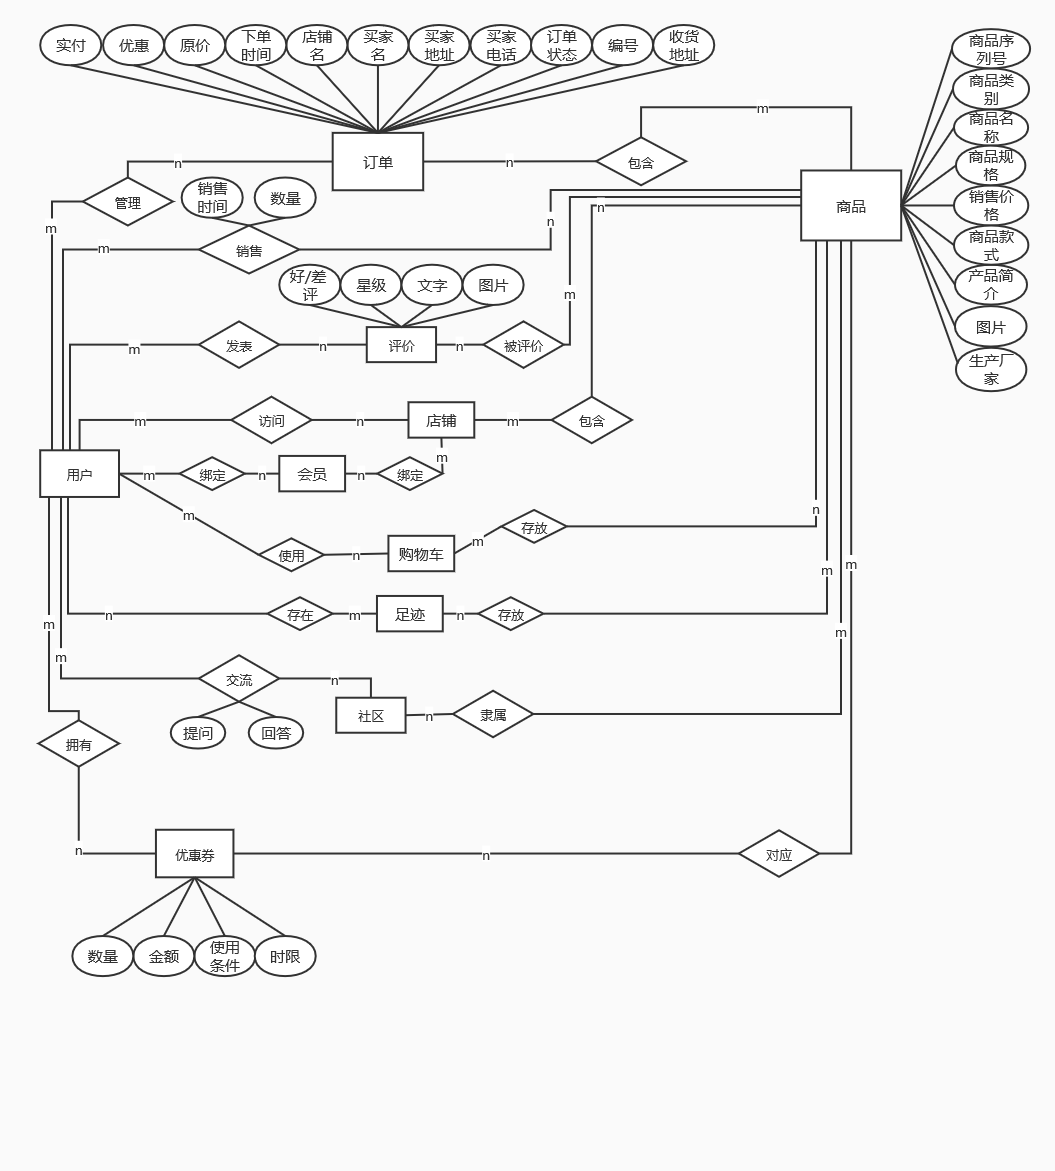 实付
优惠
原价
下单
时间
店铺
名
买家
名
买家
地址
买家
电话
订单
状态
编号
收货
地址
商品序
列号
商品类
别
商品名
称
商品规
格
销售价
格
商品款
式
产品简
介
图片
生产厂
家
m
订单
n
n
包含
商品
管理
销售
时间
数量
m
n
n
m
销售
好/差
评
星级
文字
图片
m
发表
m
n
评价
n
被评价
访问
m
n
店铺
m
包含
m
用户
m
绑定
n
会员
n
绑定
n
m
使用
n
购物车
m
存放
m
m
n
存在
m
足迹
n
存放
m
m
m
交流
n
社区
n
隶属
提问
回答
拥有
n
优惠券
n
对应
数量
金额
使用
条件
时限